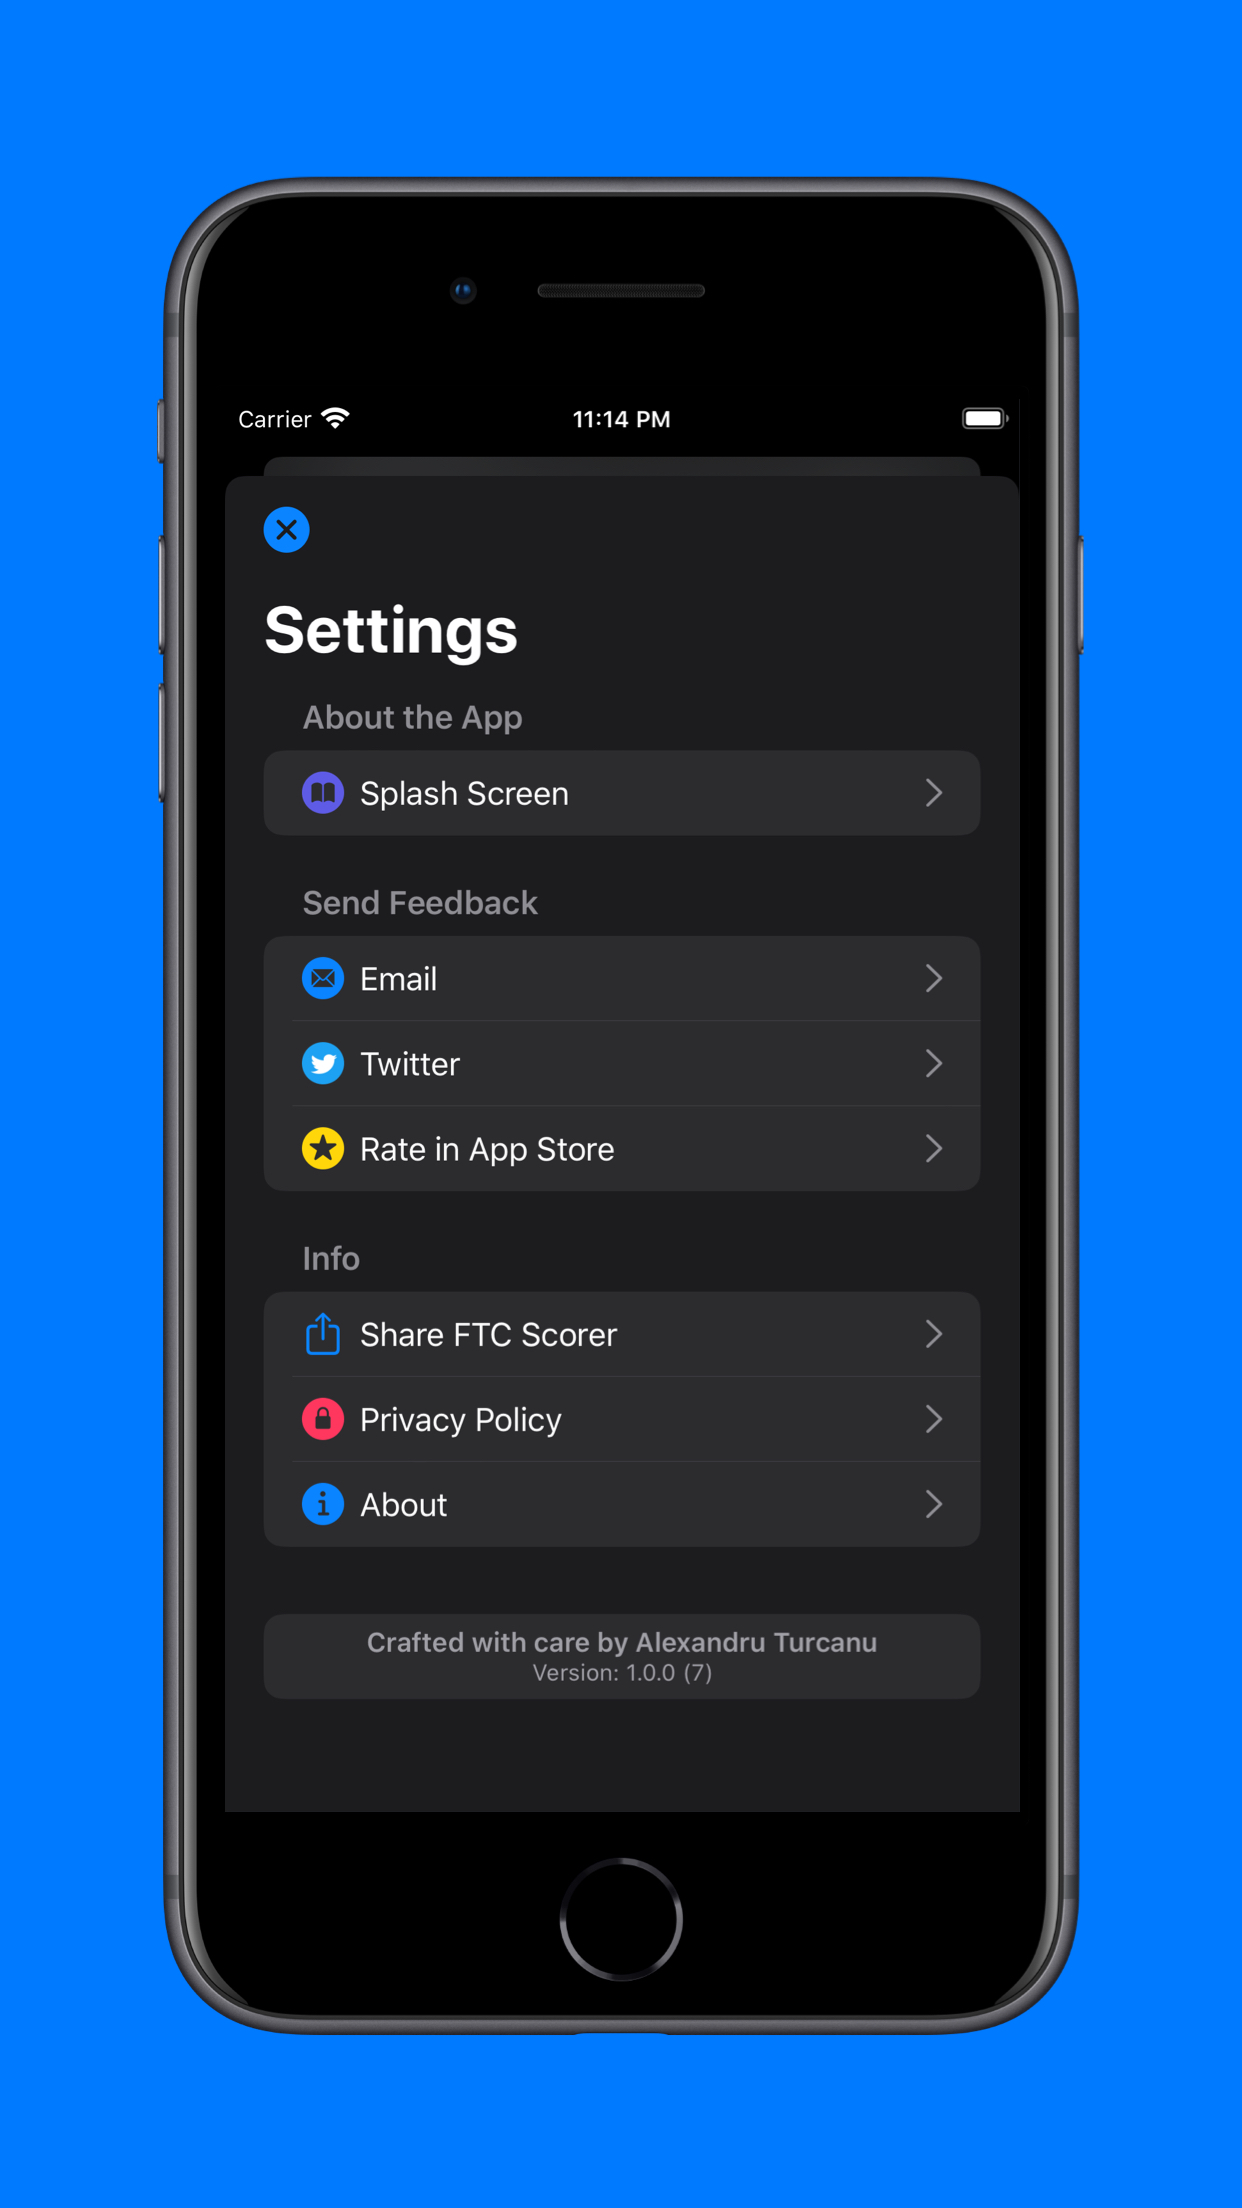 Carrier 11:14 PM
Settings
About the App
Splash Screen
Send Feedback
Email
Twitter
Rate in App Store
Info
Share FTC Scorer
Privacy Policy
About
Crafted with care by Alexandru Turcanu
Version: 1.0.0 (7)